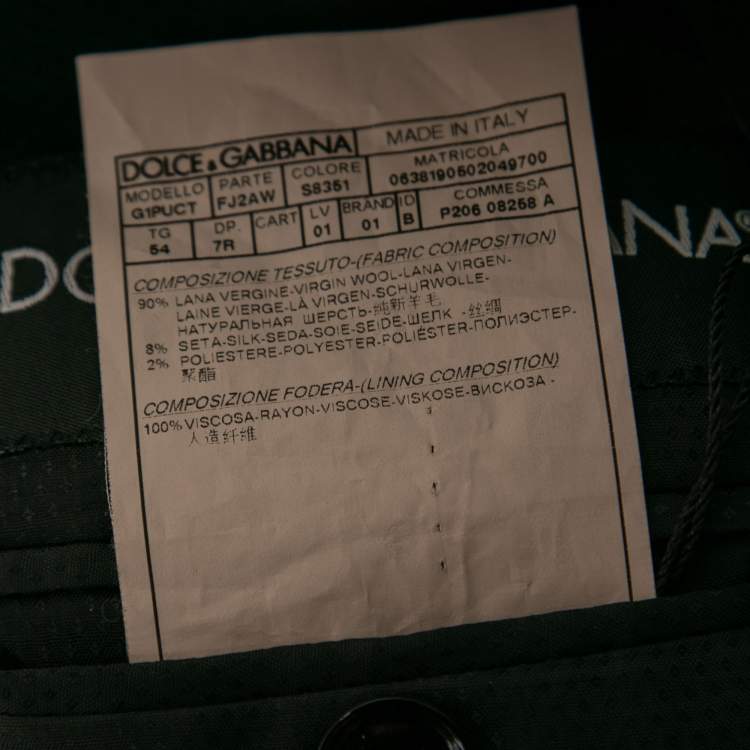 DOLCE & GABBANA MADE IN ITALY
MODELLO PARTE COLORE MATRICOLA
G1PUCT FJ2AW S8351 0638190502049700
TG DP. CART LV BRAND ID COMMESSA
54 7R 01 01 B P206 08258 A
COMPOSIZIONE TESSUTO-(FABRIC COMPOSITION)
90% LANA VERGINE-VIRGIN WOOL-LANA VIRGEN-
LAINE VIERGE-LÀ VIRGEN-SCHURWOLLE-
НАТУРАЛЬНАЯ ШЕРСТЬ-纯新羊毛
8% SETA-SILK-SEDA-SOIE-SEIDE-ШЕЛК -丝绸
2% POLIESTERE-POLYESTER-POLIÉSTER-ПОЛИЭСТЕР-
聚酯
COMPOSIZIONE FODERA-(LINING COMPOSITION)
100% VISCOSA-RAYON-VISCOSE-VISKOSE-ВИСКОЗА -
人造纤维